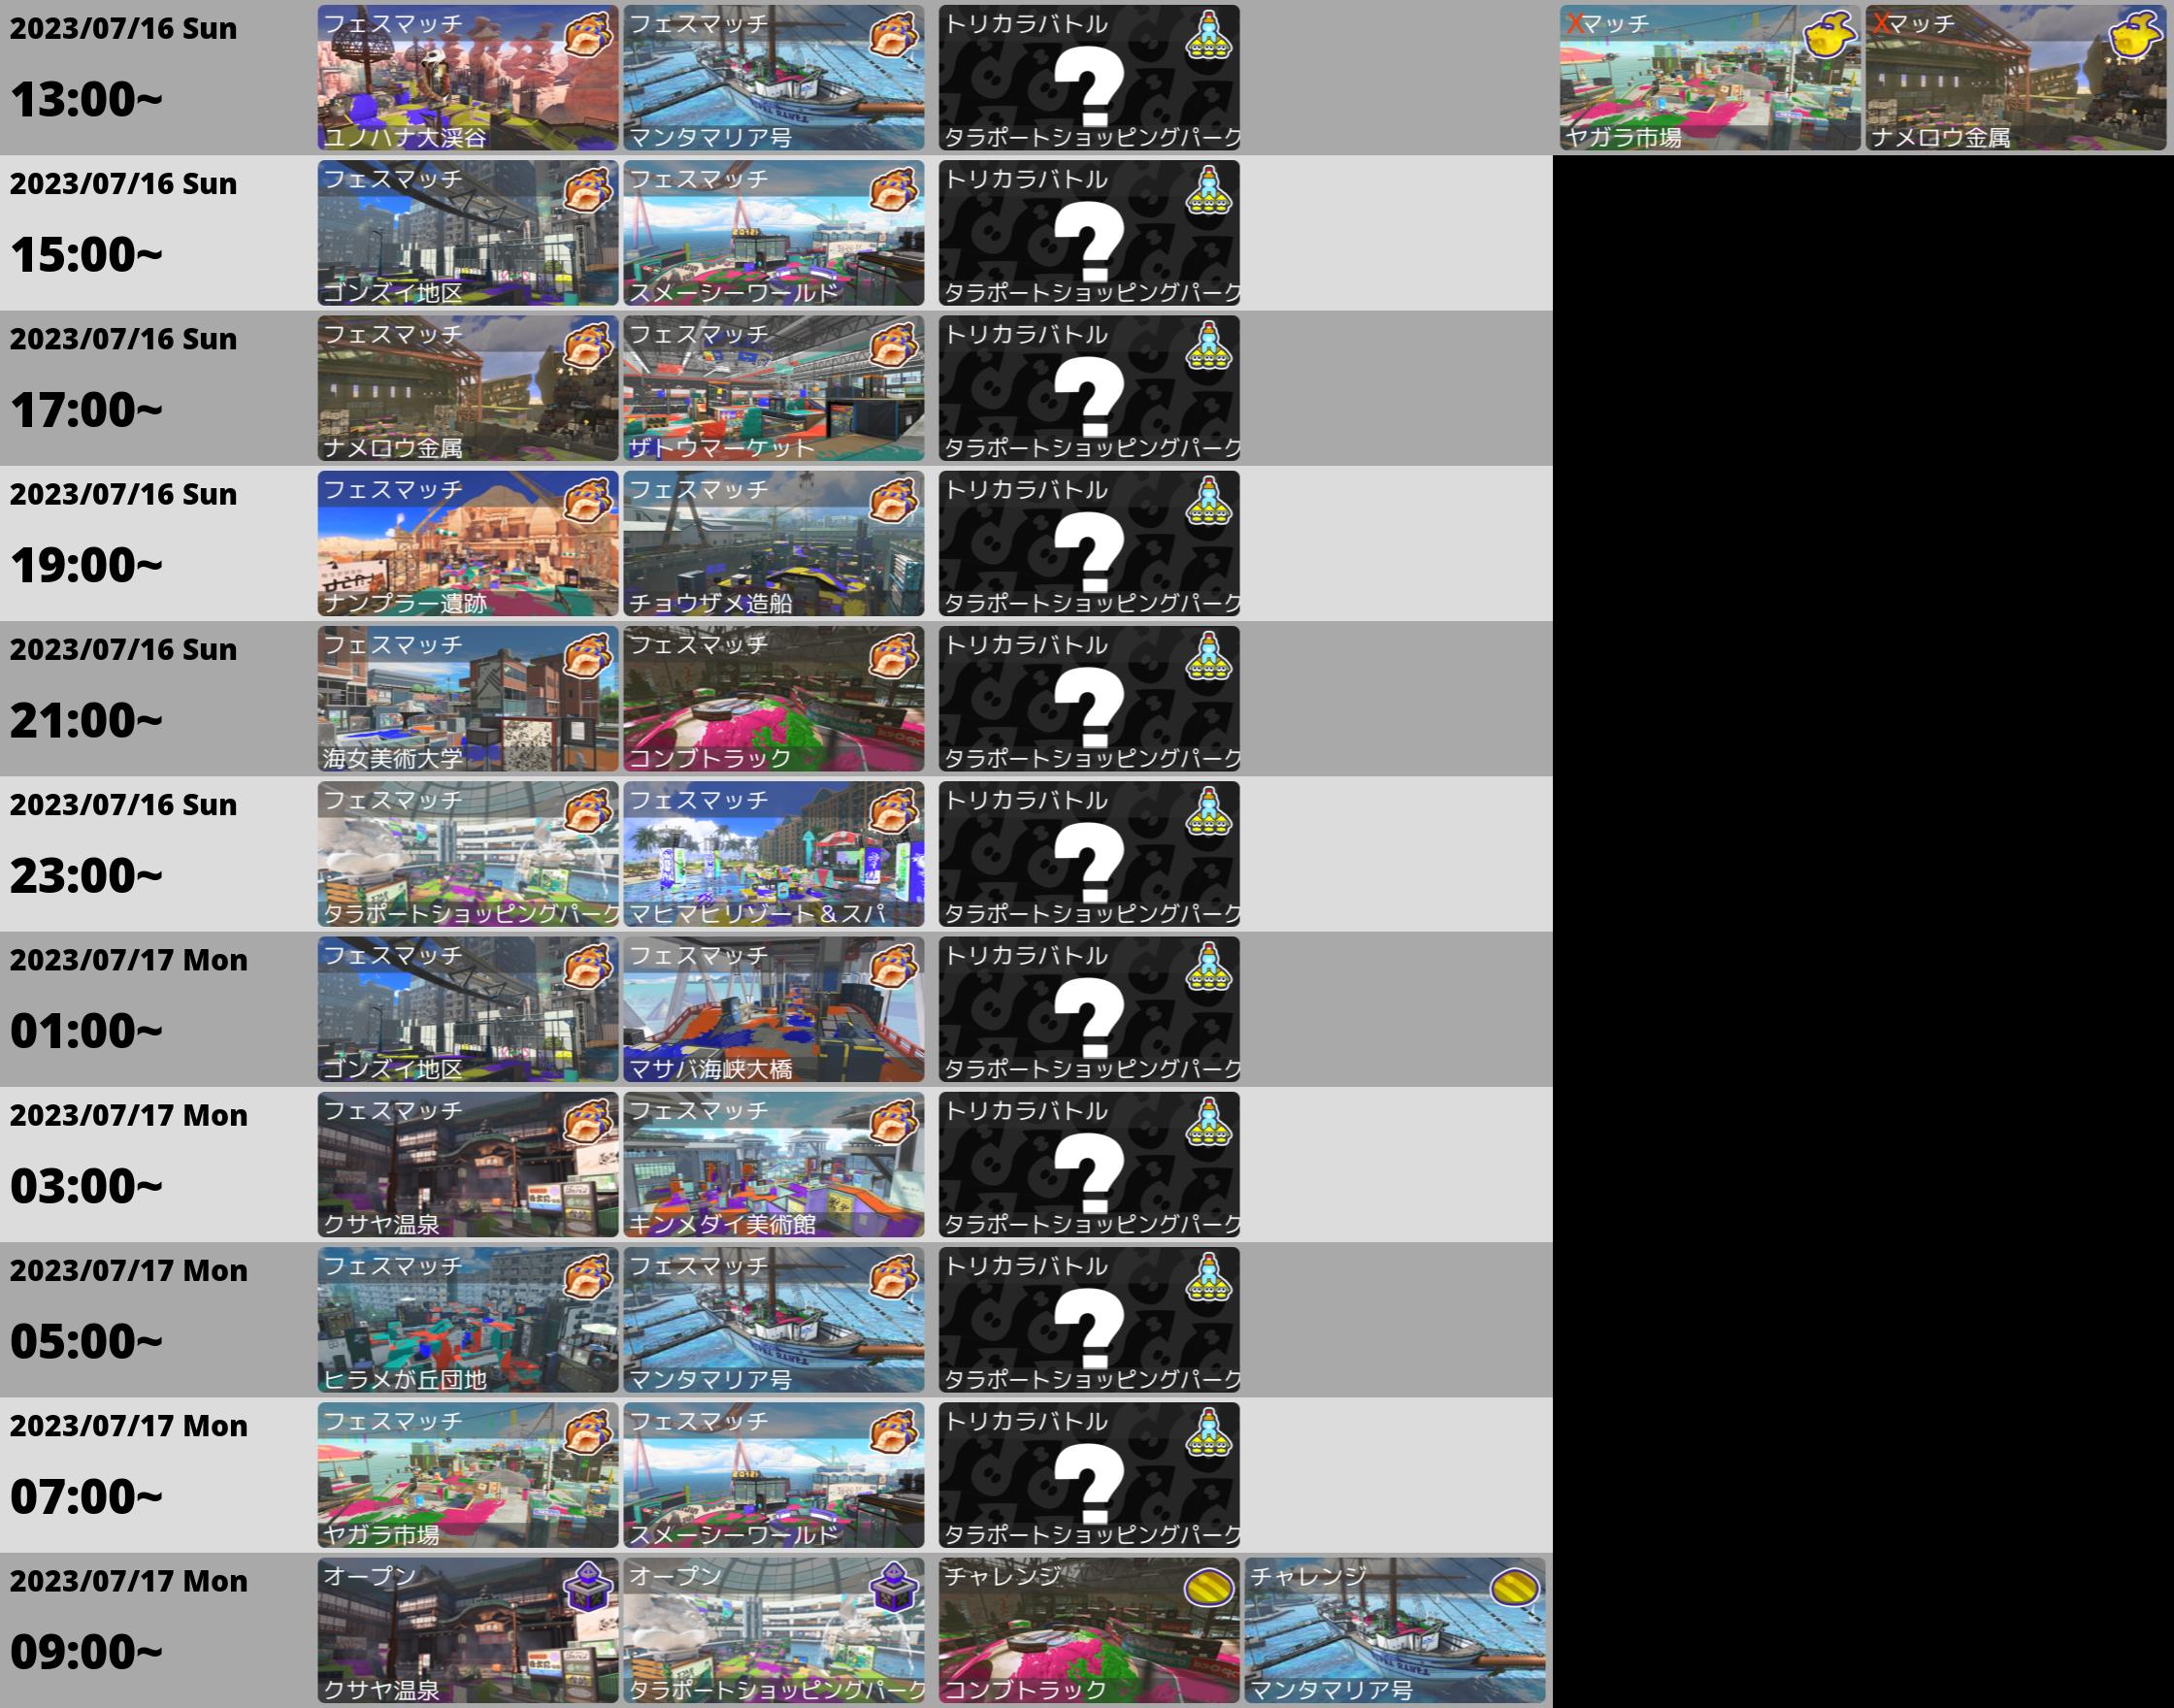 2023/07/16 Sun
13:00~
フェスマッチ
ユノハナ大渓谷
フェスマッチ
マンタマリア号
トリカラバトル
?
タラポートショッピングパーク
Xマッチ
ヤガラ市場
Xマッチ
ナメロウ金属
2023/07/16 Sun
15:00~
フェスマッチ
ゴンズイ地区
フェスマッチ
スメーシーワールド
トリカラバトル
?
タラポートショッピングパーク
2023/07/16 Sun
17:00~
フェスマッチ
ナメロウ金属
フェスマッチ
ザトウマーケット
トリカラバトル
?
タラポートショッピングパーク
2023/07/16 Sun
19:00~
フェスマッチ
ナンプラー遺跡
フェスマッチ
チョウザメ造船
トリカラバトル
?
タラポートショッピングパーク
2023/07/16 Sun
21:00~
フェスマッチ
海女美術大学
フェスマッチ
コンブトラック
トリカラバトル
?
タラポートショッピングパーク
2023/07/16 Sun
23:00~
フェスマッチ
タラポートショッピングパーク
フェスマッチ
マヒマヒリゾート＆スパ
トリカラバトル
?
タラポートショッピングパーク
2023/07/17 Mon
01:00~
フェスマッチ
ゴンズイ地区
フェスマッチ
マサバ海峡大橋
トリカラバトル
?
タラポートショッピングパーク
2023/07/17 Mon
03:00~
フェスマッチ
クサヤ温泉
フェスマッチ
キンメダイ美術館
トリカラバトル
?
タラポートショッピングパーク
2023/07/17 Mon
05:00~
フェスマッチ
ヒラメが丘団地
フェスマッチ
マンタマリア号
トリカラバトル
?
タラポートショッピングパーク
2023/07/17 Mon
07:00~
フェスマッチ
ヤガラ市場
フェスマッチ
スメーシーワールド
トリカラバトル
?
タラポートショッピングパーク
2023/07/17 Mon
09:00~
オープン
クサヤ温泉
オープン
タラポートショッピングパーク
チャレンジ
コンブトラック
チャレンジ
マンタマリア号